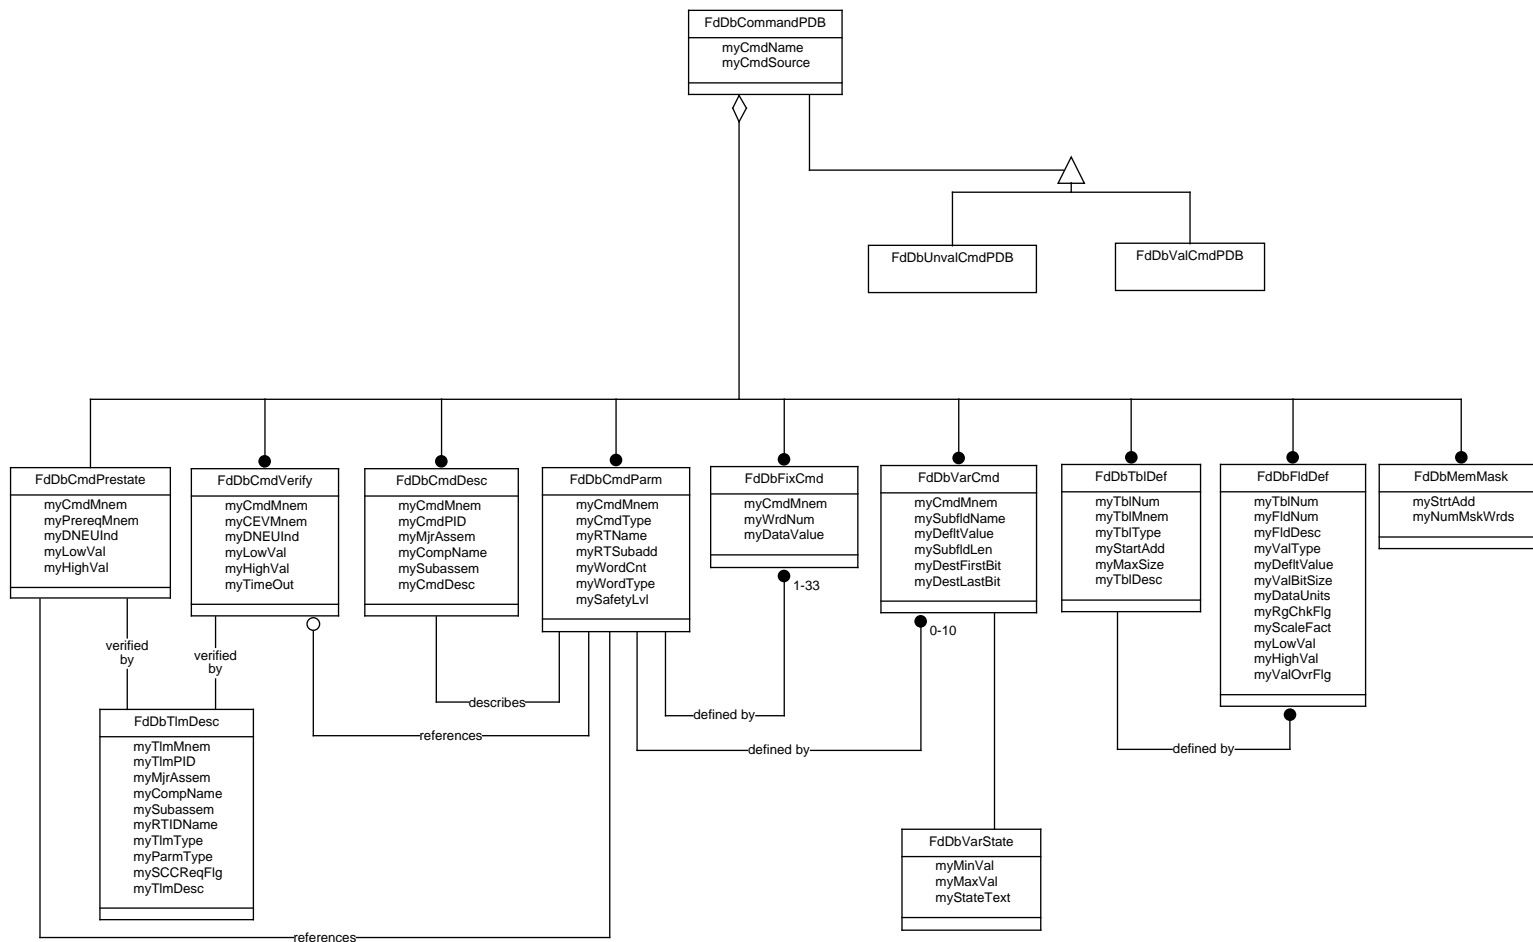 FdDbCommandPDB
myCmdName
myCmdSource
FdDbUnvalCmdPDB
FdDbValCmdPDB
FdDbCmdPrestate
myCmdMnem
myPrereqMnem
myDNEUInd
myLowVal
myHighVal
FdDbCmdVerify
myCmdMnem
myCEVMnem
myDNEUInd
myLowVal
myHighVal
myTimeOut
FdDbCmdDesc
myCmdMnem
myCmdPID
myMjrAssem
myCompName
mySubassem
myCmdDesc
FdDbCmdParm
myCmdMnem
myCmdType
myRTName
myRTSubadd
myWordCnt
myWordType
mySafetyLvl
FdDbFixCmd
myCmdMnem
myWrdNum
myDataValue
1-33
FdDbVarCmd
myCmdMnem
mySubfldName
myDefltValue
mySubfldLen
myDestFirstBit
myDestLastBit
0-10
FdDbTblDef
myTblNum
myTblMnem
myTblType
myStartAdd
myMaxSize
myTblDesc
FdDbFldDef
myTblNum
myFldNum
myFldDesc
myValType
myDefltValue
myValBitSize
myDataUnits
myRgChkFlg
myScaleFact
myLowVal
myHighVal
myValOvrFlg
FdDbMemMask
myStrtAdd
myNumMskWrds
verified
by
verified
by
describes
defined by
references
defined by
defined by
FdDbTlmDesc
myTlmMnem
myTlmPID
myMjrAssem
myCompName
mySubassem
myRTIDName
myTlmType
myParmType
mySCCReqFlg
myTlmDesc
FdDbVarState
myMinVal
myMaxVal
myStateText
references